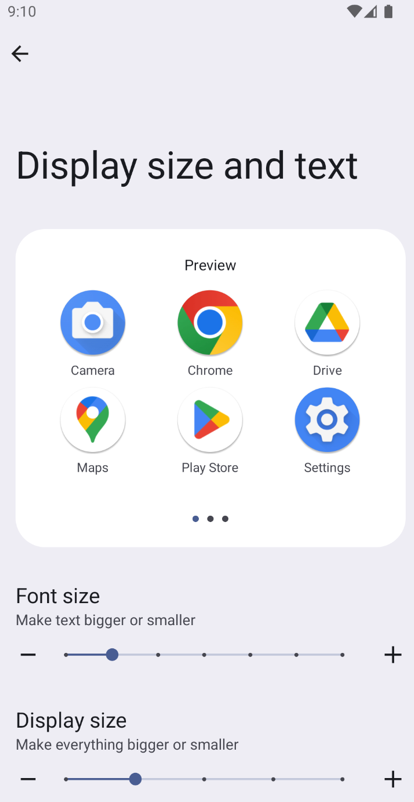 9:10
Display size and text
Preview
Camera
Chrome
Drive
Maps
Play Store
Settings
Font size
Make text bigger or smaller
Display size
Make everything bigger or smaller